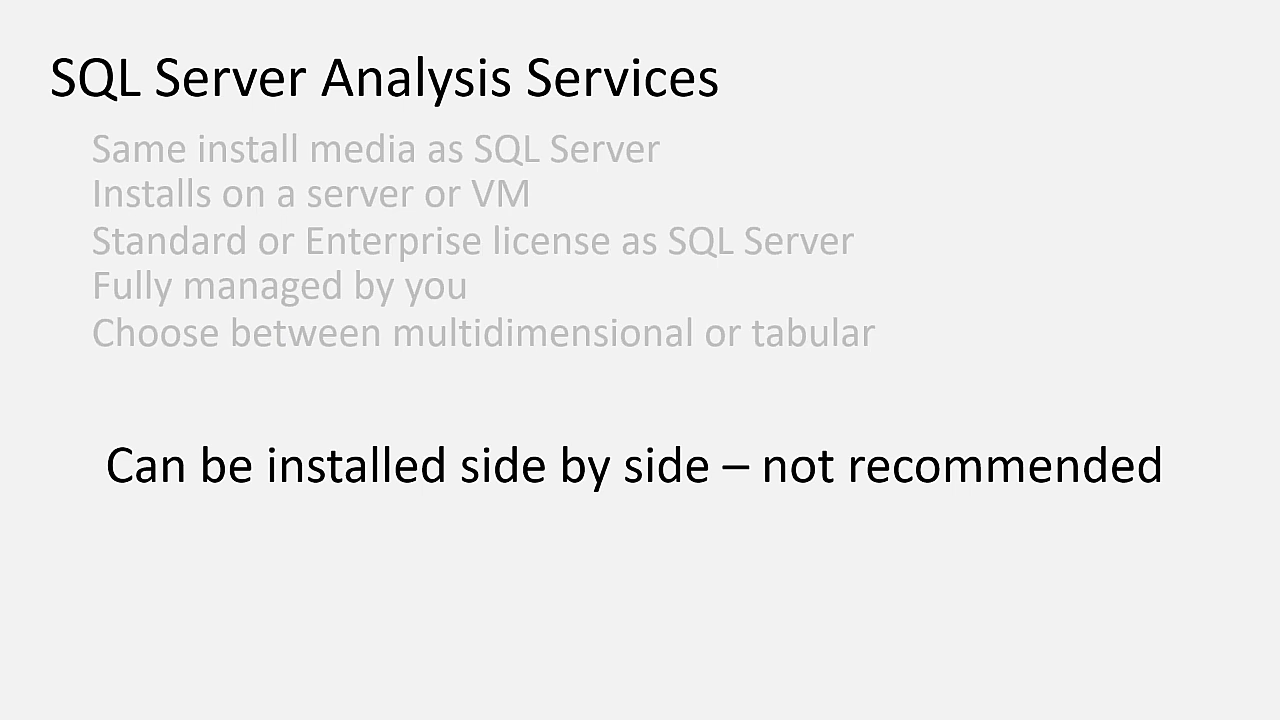 SQL Server Analysis Services
Same install media as SQL Server
Installs on a server or VM
Standard or Enterprise license as SQL Server
Fully managed by you
Choose between multidimensional or tabular
Can be installed side by side – not recommended